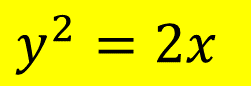 y² = 2x